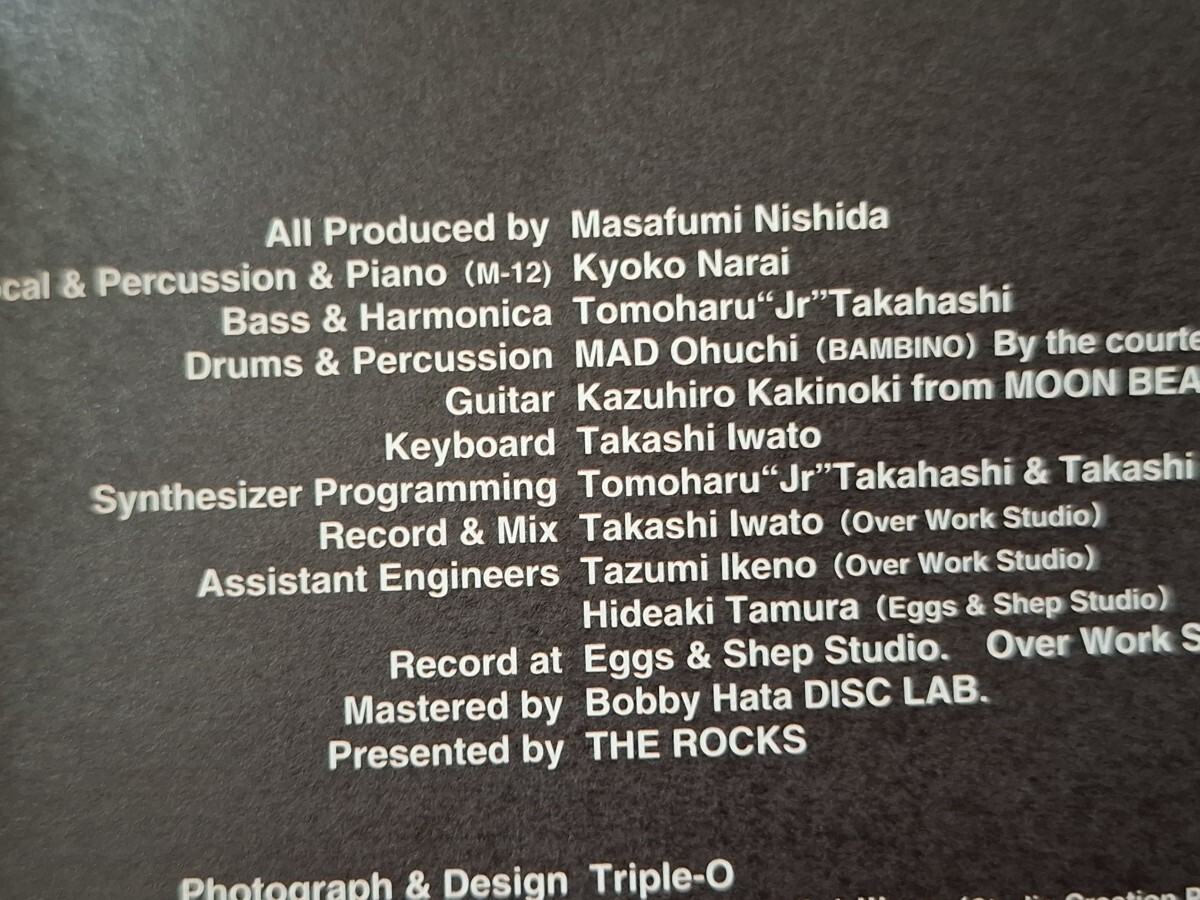 All Produced by Masafumi Nishida
& Percussion & Piano (M-12) Kyoko Narai
Bass & Harmonica Tomoharu“Jr”Takahashi
Drums & Percussion MAD Ohuchi (BAMBINO) By the
Guitar Kazuhiro Kakinoki from MOON
Keyboard Takashi Iwato
Synthesizer Programming Tomoharu“Jr”Takahashi & Takashi
Record & Mix Takashi Iwato (Over Work Studio)
Assistant Engineers Tazumi Ikeno (Over Work Studio)
Hideaki Tamura (Eggs & Shep Studio)
Record at Eggs & Shep Studio. Over Work
Mastered by Bobby Hata DISC LAB.
Presented by THE ROCKS
Photograph & Design Triple-O